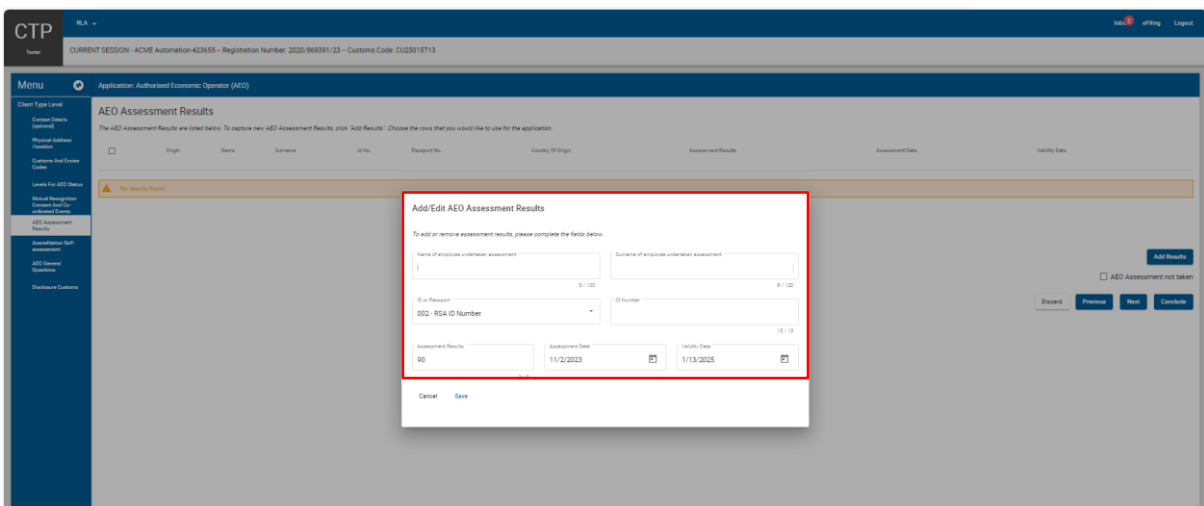 CTP
Tester
RLA
Inbox 2 eFiling Logout
CURRENT SESSION - ACME Automation-423655 – Registration Number: 2020/869391/23 – Customs Code: CU25015713
Menu
Application: Authorised Economic Operator (AEO)
Client Type Level
Contact Details (optional)
Physical Address /location
Customs And Excise Codes
Levels For AEO Status
Mutual Recognition Consent And Co-ordinated Events
AEO Assessment Results
Accreditation Self-assessment
AEO General Questions
Disclosure Customs
AEO Assessment Results
The AEO Assessment Results are listed below. To capture new AEO Assessment Results, click "Add Results". Choose the rows that you would like to use for the application.
Origin Name Surname Id No. Passport No. Country Of Origin Assessment Results Assessment Date Validity Date
No results found.
Add/Edit AEO Assessment Results
To add or remove assessment results, please complete the fields below.
Name of employee undertaken assessment
Surname of employee undertaken assessment
5 / 120
6 / 120
ID or Passport
002 - RSA ID Number
ID Number
13 / 13
Assessment Results
90
Assessment Date
11/2/2023
Validity Date
1/13/2025
Cancel Save
Add Results
AEO Assessment not taken
Discard Previous Next Conclude